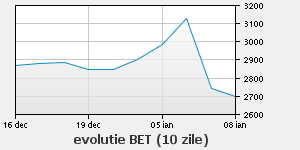 3200
3100
3000
2900
2800
2700
2600
16 dec
19 dec
05 ian
08 ian
evolutie BET (10 zile)